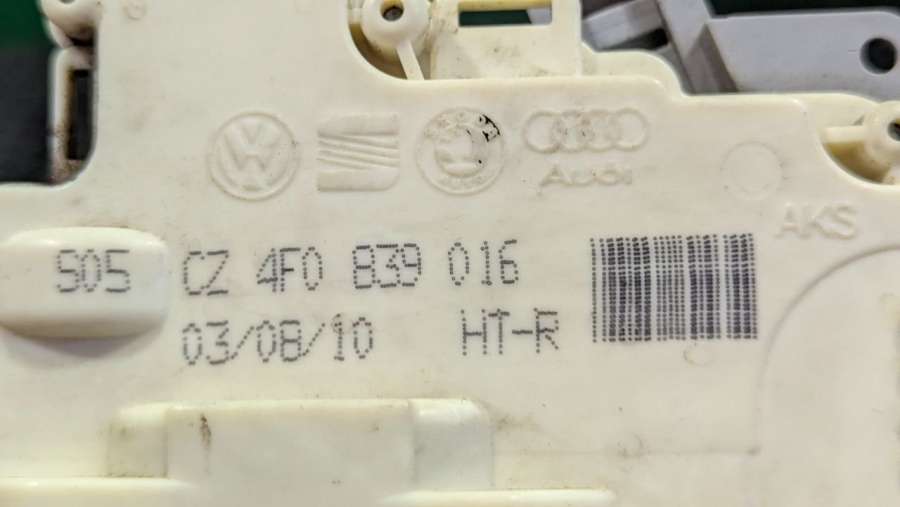 Audi
AKS
S05 CZ 4F0 839 016
03/08/10 HT-R